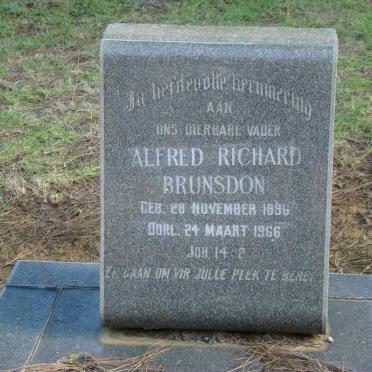 In liefdevolle herinnering
AAN
ONS DIERBARE VADER
ALFRED RICHARD
BRUNSDON
GEB. 28 NOVEMBER 1896
OORL. 24 MAART 1966
JOH. 14:2
EK GAAN OM VIR JULLE PLEK TE BEREI